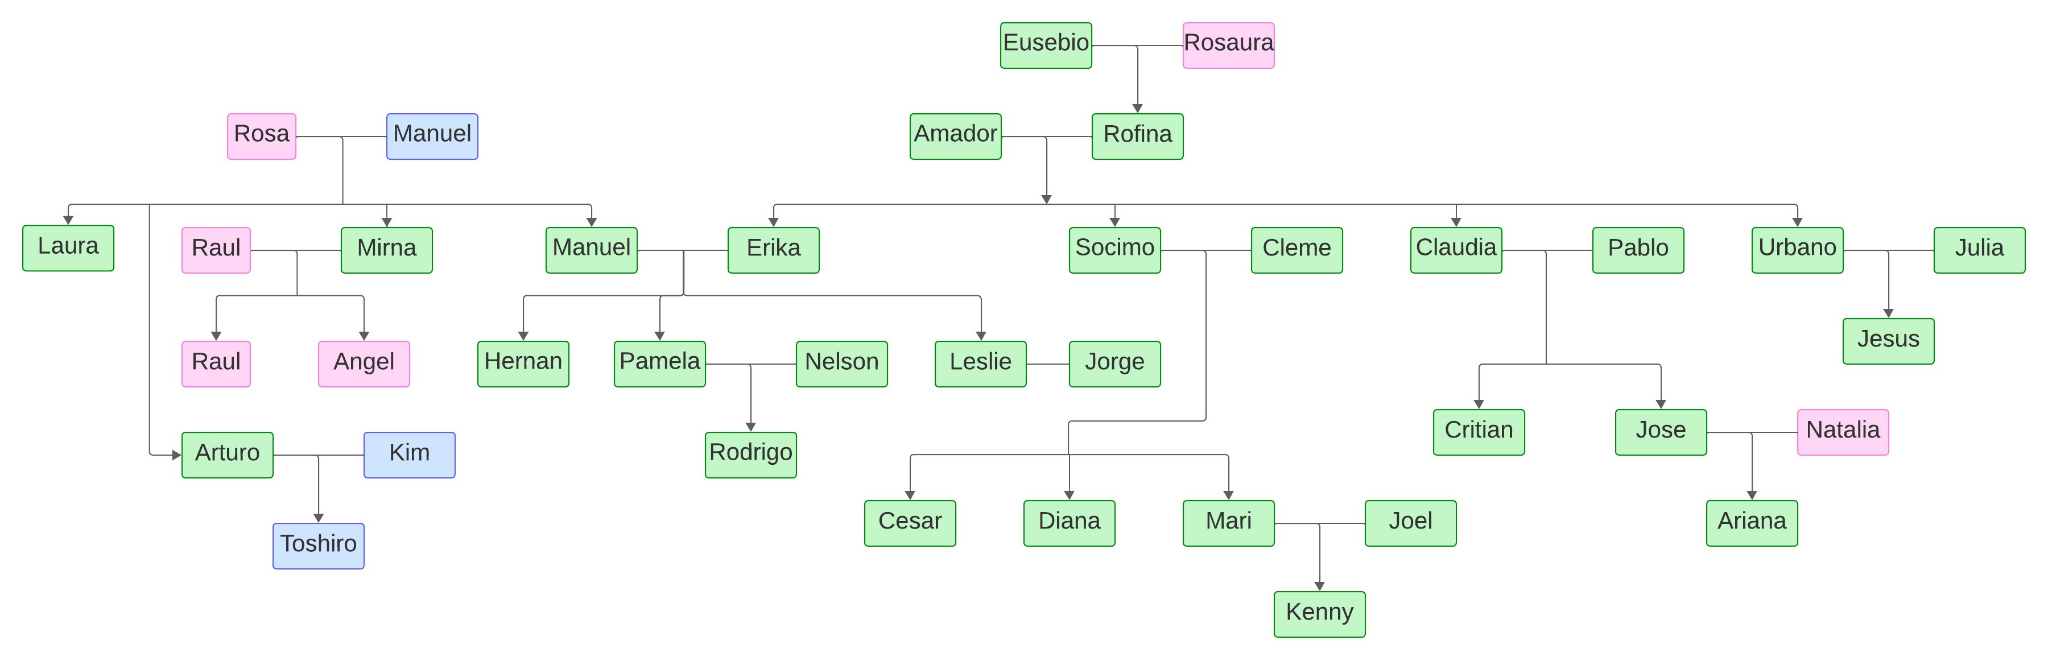 Eusebio
Rosaura
Rosa
Manuel
Amador
Rofina
Laura
Raul
Mirna
Manuel
Erika
Socimo
Cleme
Claudia
Pablo
Urbano
Julia
Jesus
Raul
Angel
Hernan
Pamela
Nelson
Leslie
Jorge
Critian
Jose
Natalia
Arturo
Kim
Rodrigo
Cesar
Diana
Mari
Joel
Ariana
Toshiro
Kenny